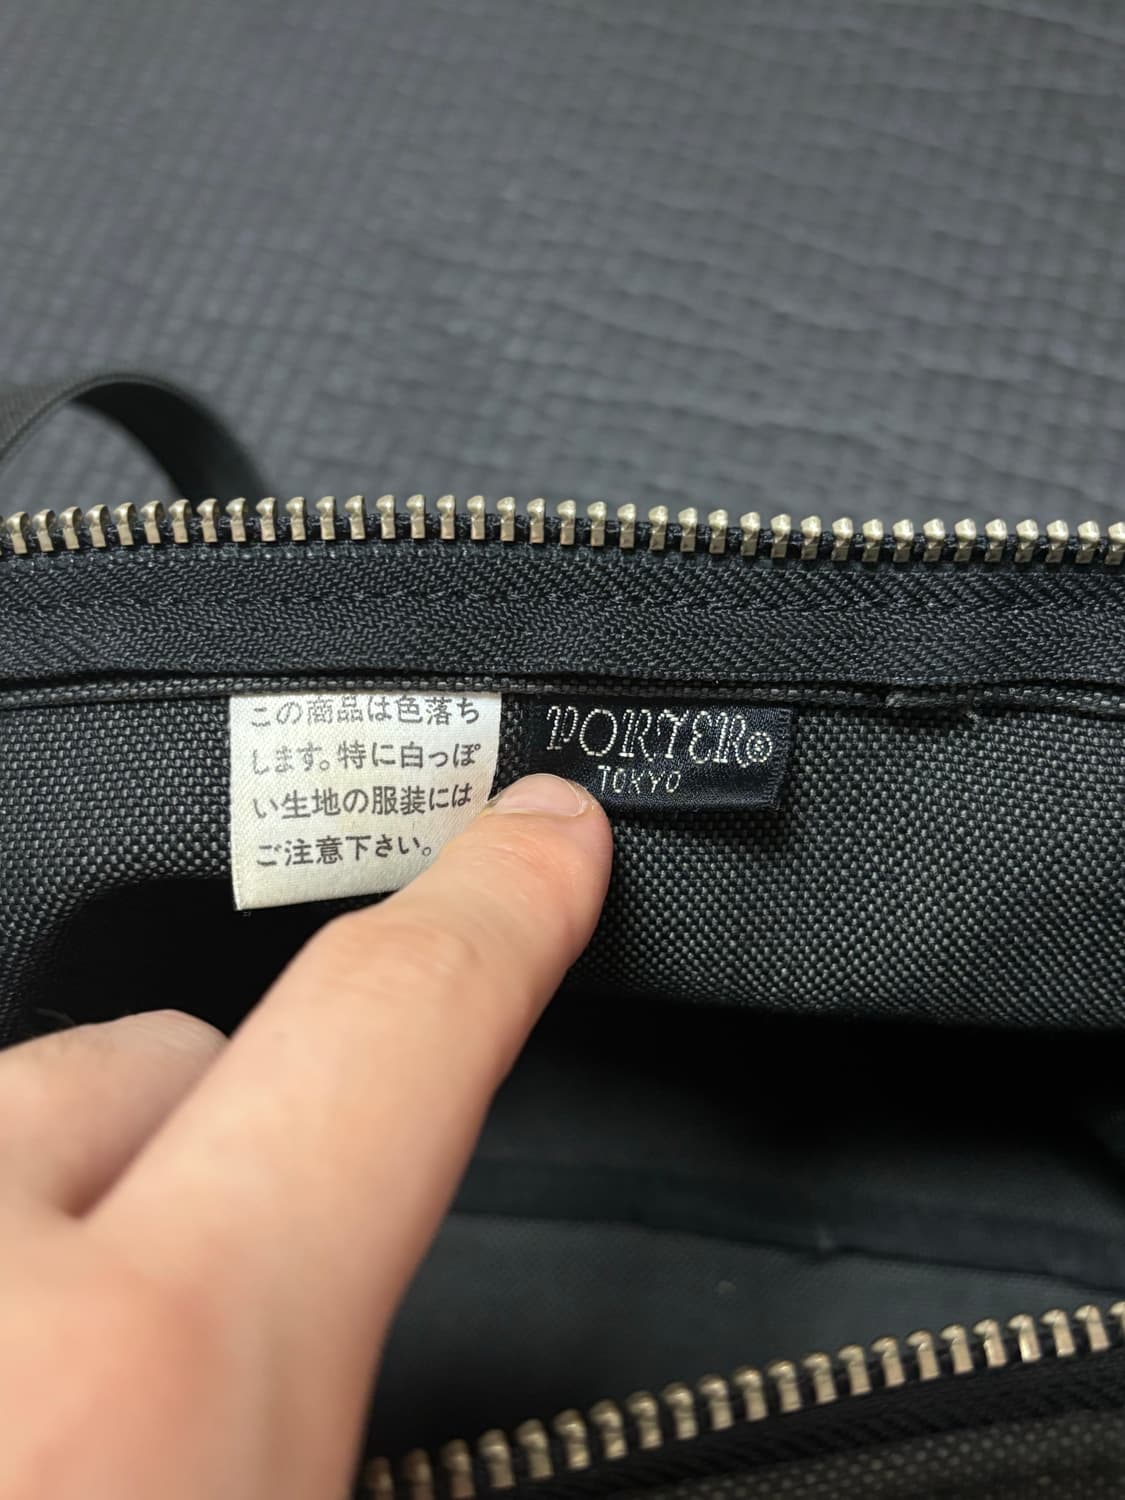 この商品は色落ち
します。特に白っぽ
い生地の服装には
ご注意下さい。
PORTER®
TOKYO